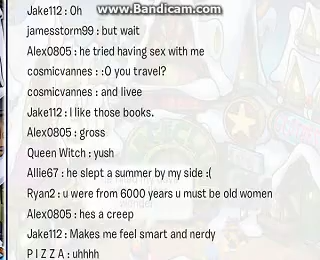 www.Bandicam.com
Jake112 : Oh
jamesstorm99 : but wait
Alex0805 : he tried having sex with me
cosmicvannes : :O you travel?
cosmicvannes : and livee
Jake112 : I like those books.
Alex0805 : gross
Queen Witch : yush
Allie67 : he slept a summer by my side :(
Ryan2 : u were from 6000 years u must be old women
Alex0805 : hes a creep
Jake112 : Makes me feel smart and nerdy
P I Z Z A : uhhhh